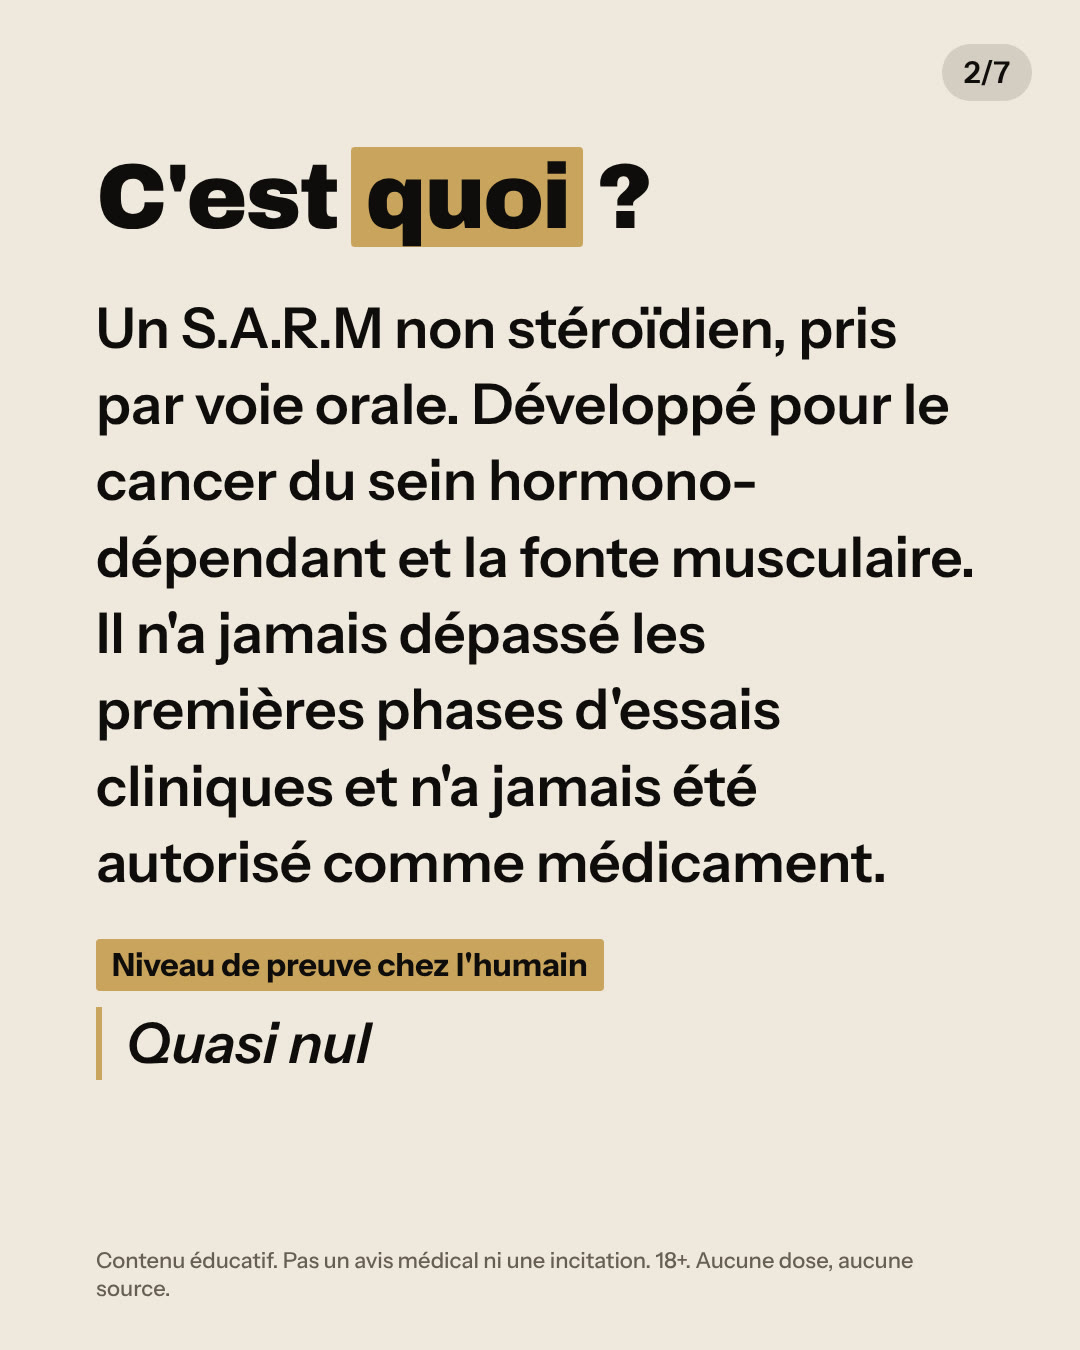 2/7
C'est quoi ?
Un S.A.R.M non stéroïdien, pris
par voie orale. Développé pour le
cancer du sein hormono-
dépendant et la fonte musculaire.
Il n'a jamais dépassé les
premières phases d'essais
cliniques et n'a jamais été
autorisé comme médicament.
Niveau de preuve chez l'humain
Quasi nul
Contenu éducatif. Pas un avis médical ni une incitation. 18+. Aucune dose, aucune
source.